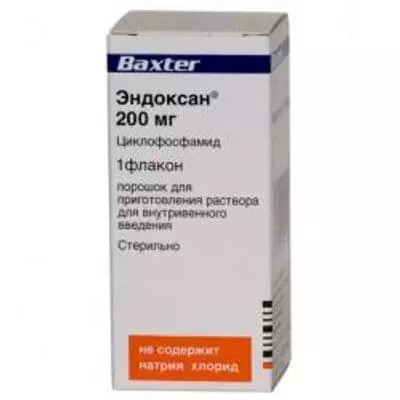 Baxter
Эндоксан®
200 мг
Циклофосфамид
1флакон
порошок для
приготовления раствора
для внутривенного
введения
Стерильно
не содержит
натрия хлорид